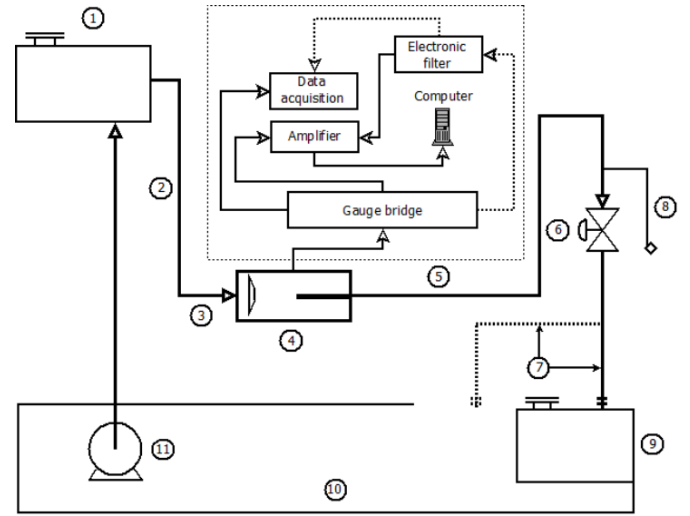 1
Electronic
filter
Data
acquisition
Computer
Amplifier
2
Gauge bridge
8
6
5
3
4
7
9
11
10